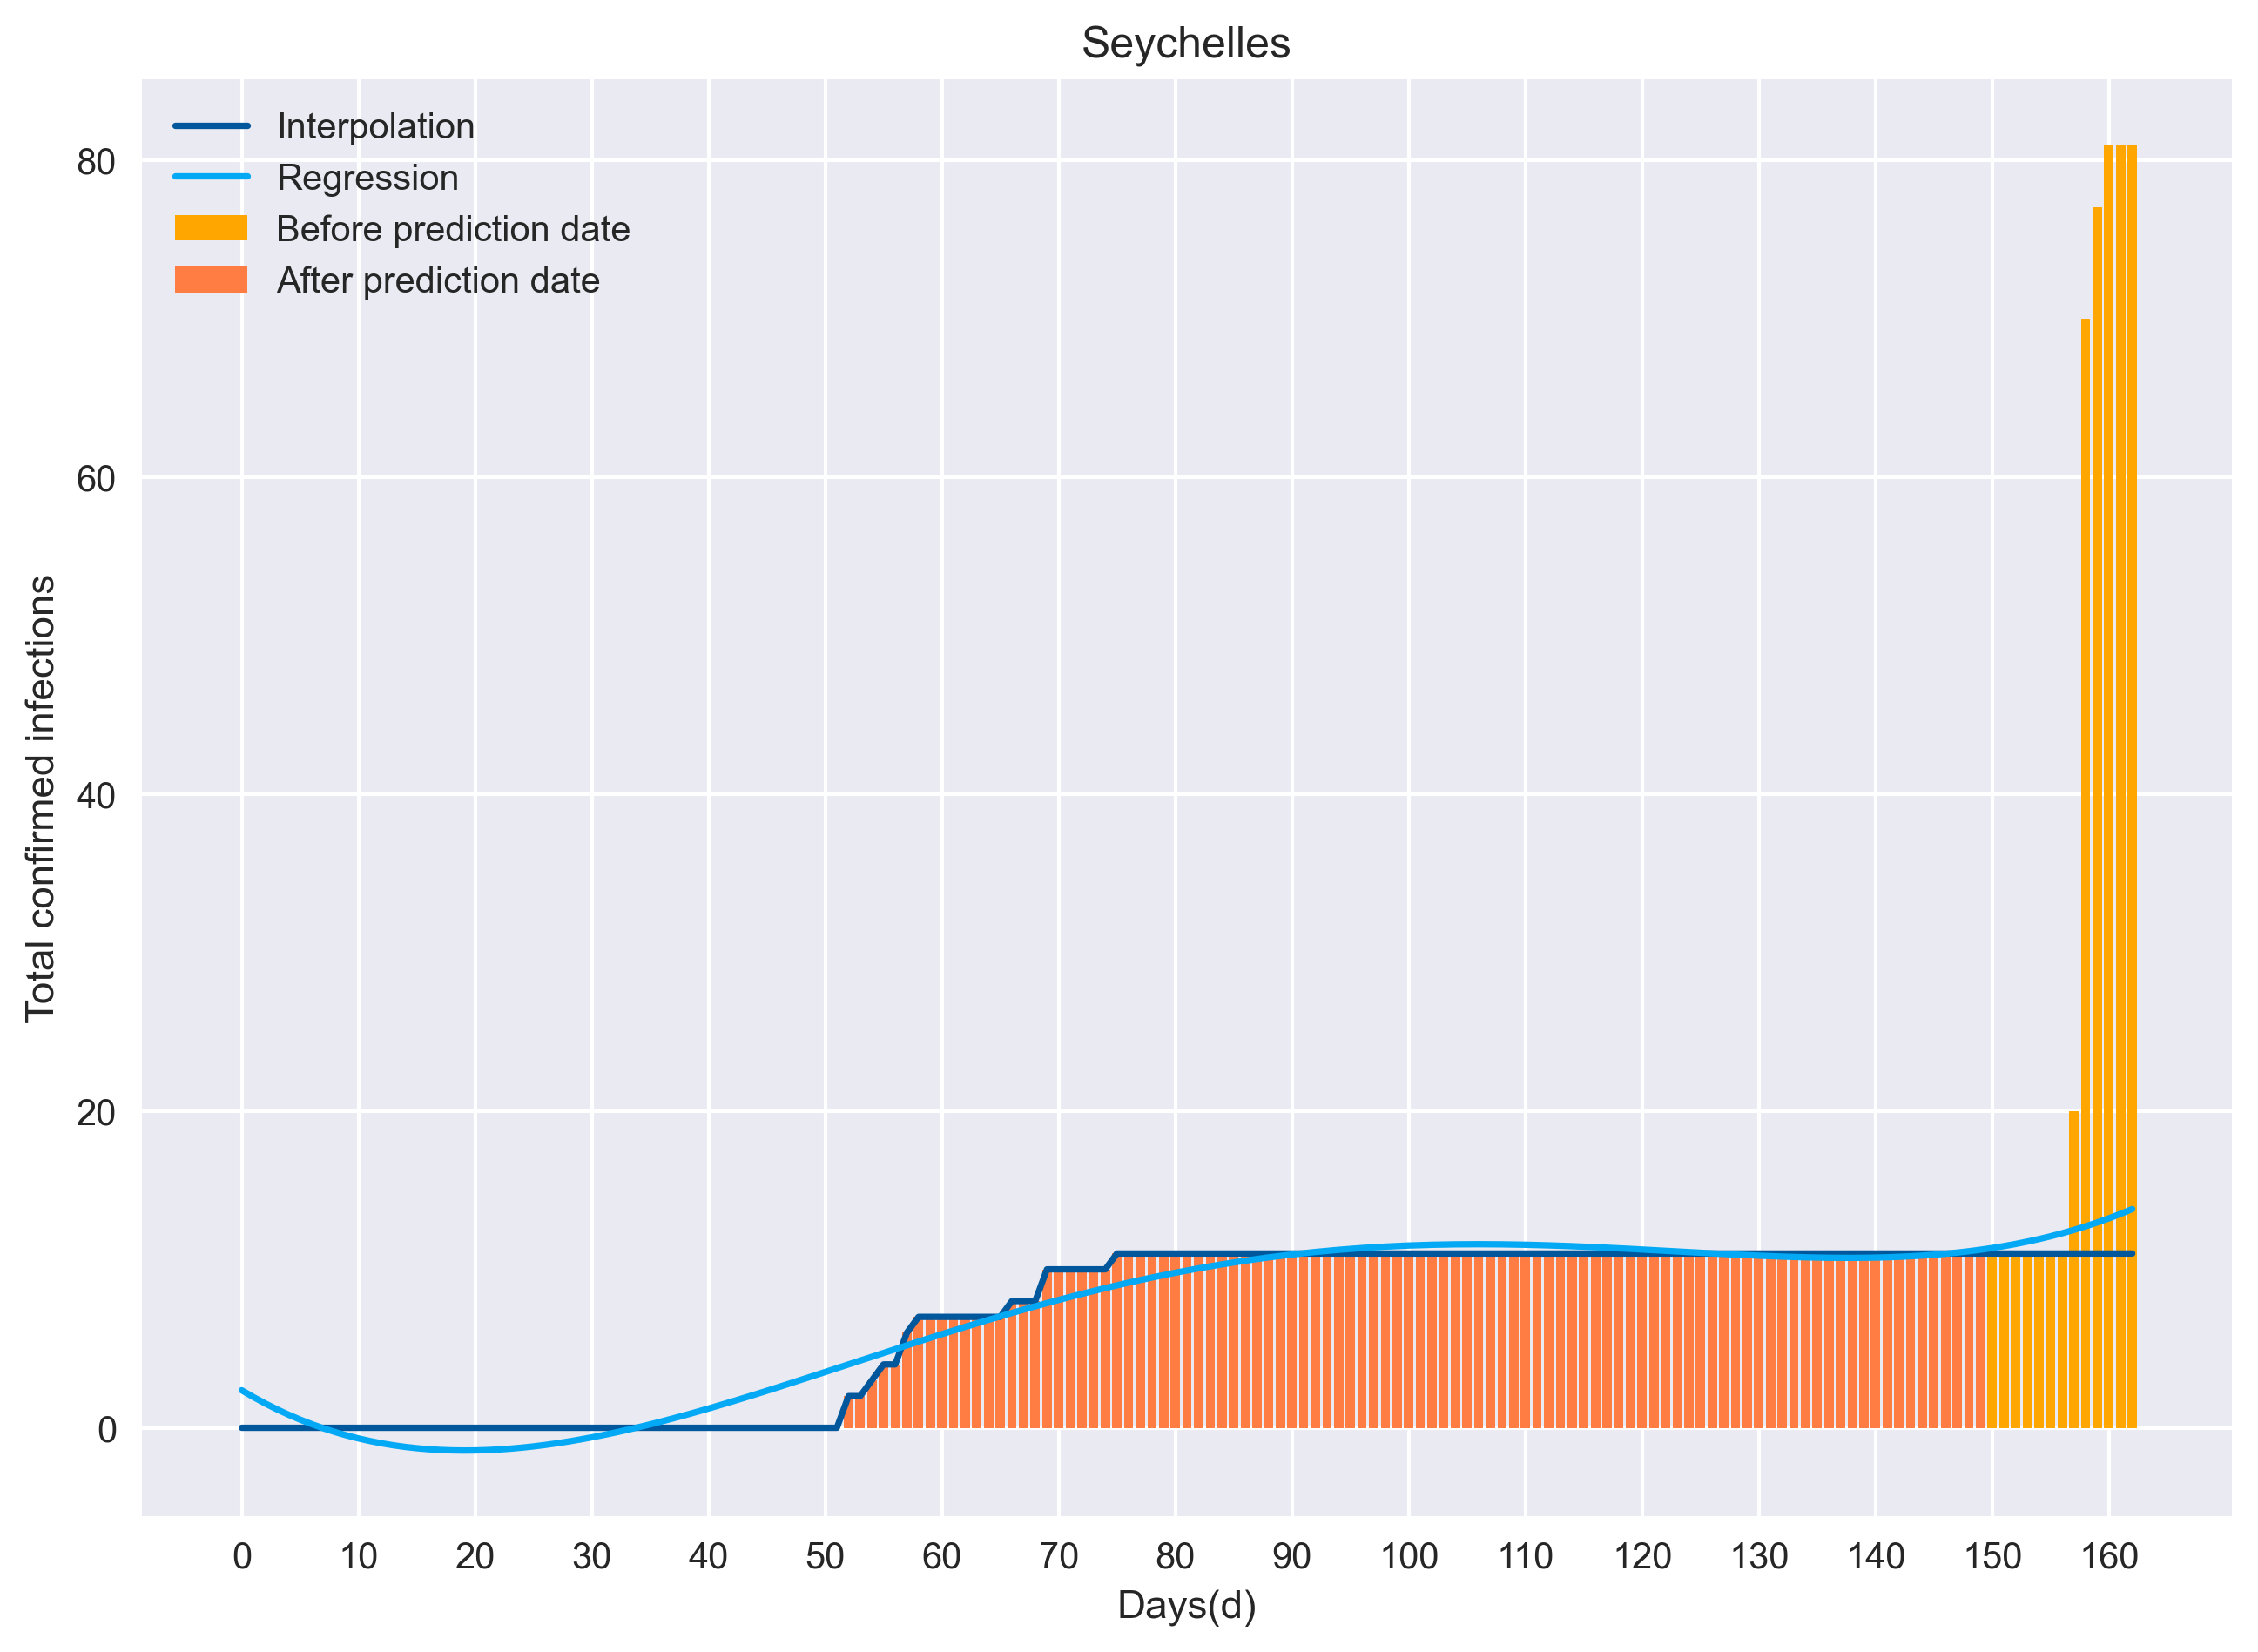 Seychelles
Interpolation
Regression
Before prediction date
After prediction date
80
60
40
20
0
Total confirmed infections
0 10 20 30 40 50 60 70 80 90 100 110 120 130 140 150 160
Days(d)